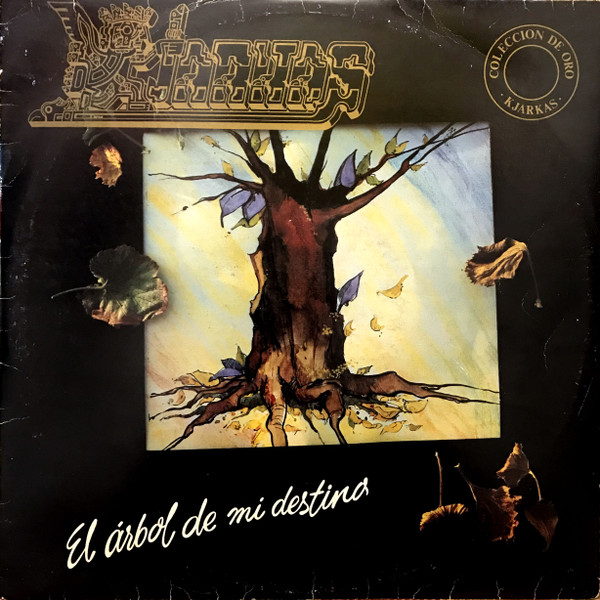 Kjarkas
COLECCION DE ORO
· KJARKAS ·
El árbol de mi destino